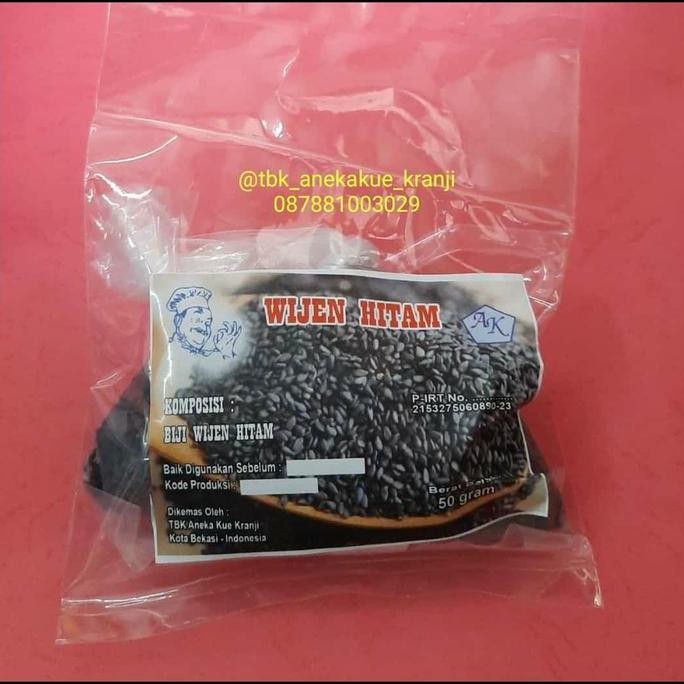 @tbk_anekakue_kranji
087881003029
WIJEN HITAM
AK
KOMPOSISI :
BIJI WIJEN HITAM
P-IRT No. ............
2153275060890-23
Baik Digunakan Sebelum :
Kode Produksi :
Berat
50 gram
Dikemas Oleh :
TBK Aneka Kue Kranji
Kota Bekasi - Indonesia